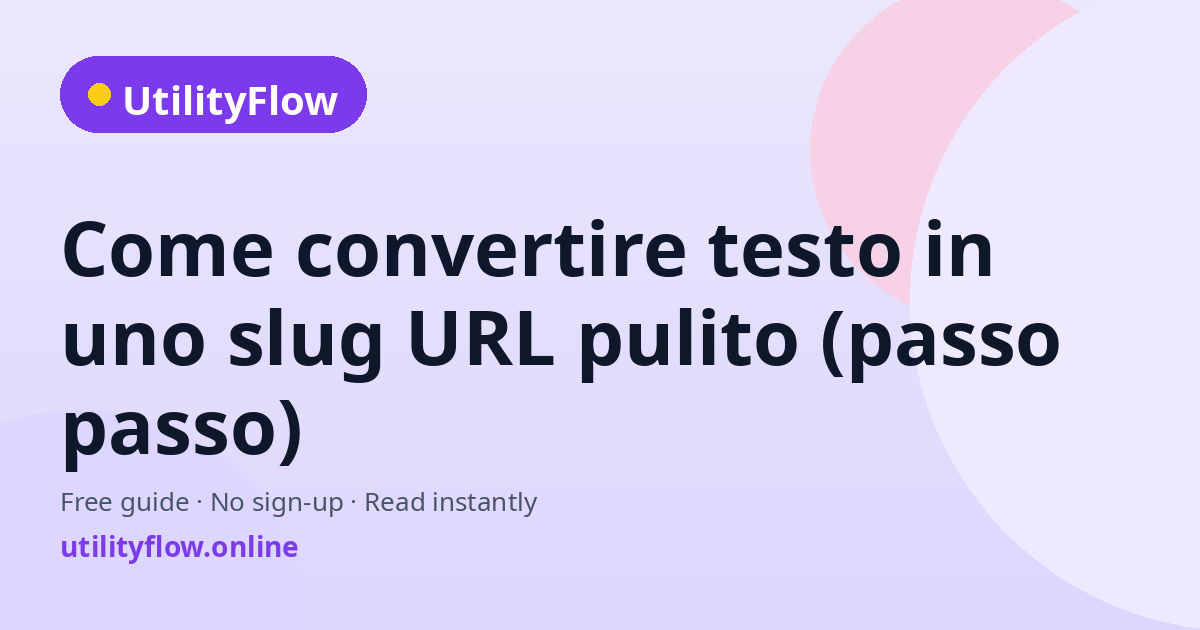 UtilityFlow
Come convertire testo in
uno slug URL pulito (passo
passo)
Free guide · No sign-up · Read instantly
utilityflow.online